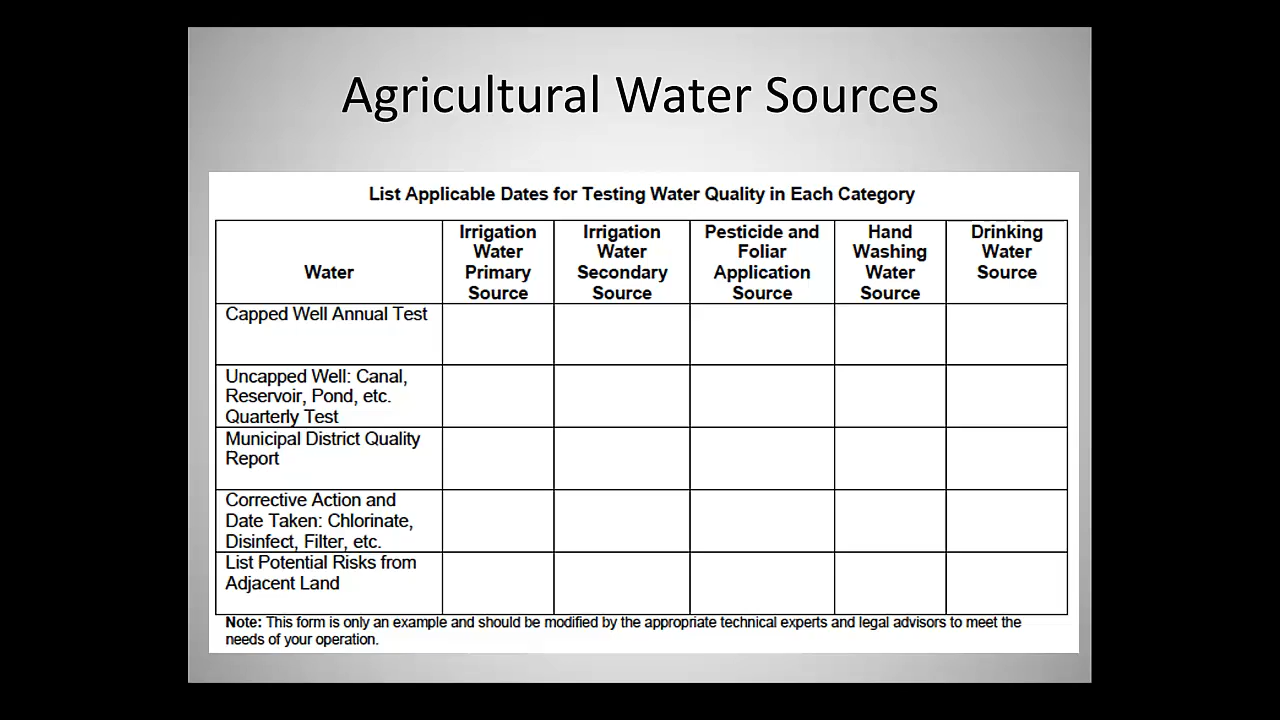 Agricultural Water Sources
List Applicable Dates for Testing Water Quality in Each Category
Water
Irrigation
Water
Primary
Source
Irrigation
Water
Secondary
Source
Pesticide and
Foliar
Application
Source
Hand
Washing
Water
Source
Drinking
Water
Source
Capped Well Annual Test
Uncapped Well: Canal,
Reservoir, Pond, etc.
Quarterly Test
Municipal District Quality
Report
Corrective Action and
Date Taken: Chlorinate,
Disinfect, Filter, etc.
List Potential Risks from
Adjacent Land
Note: This form is only an example and should be modified by the appropriate technical experts and legal advisors to meet the
needs of your operation.